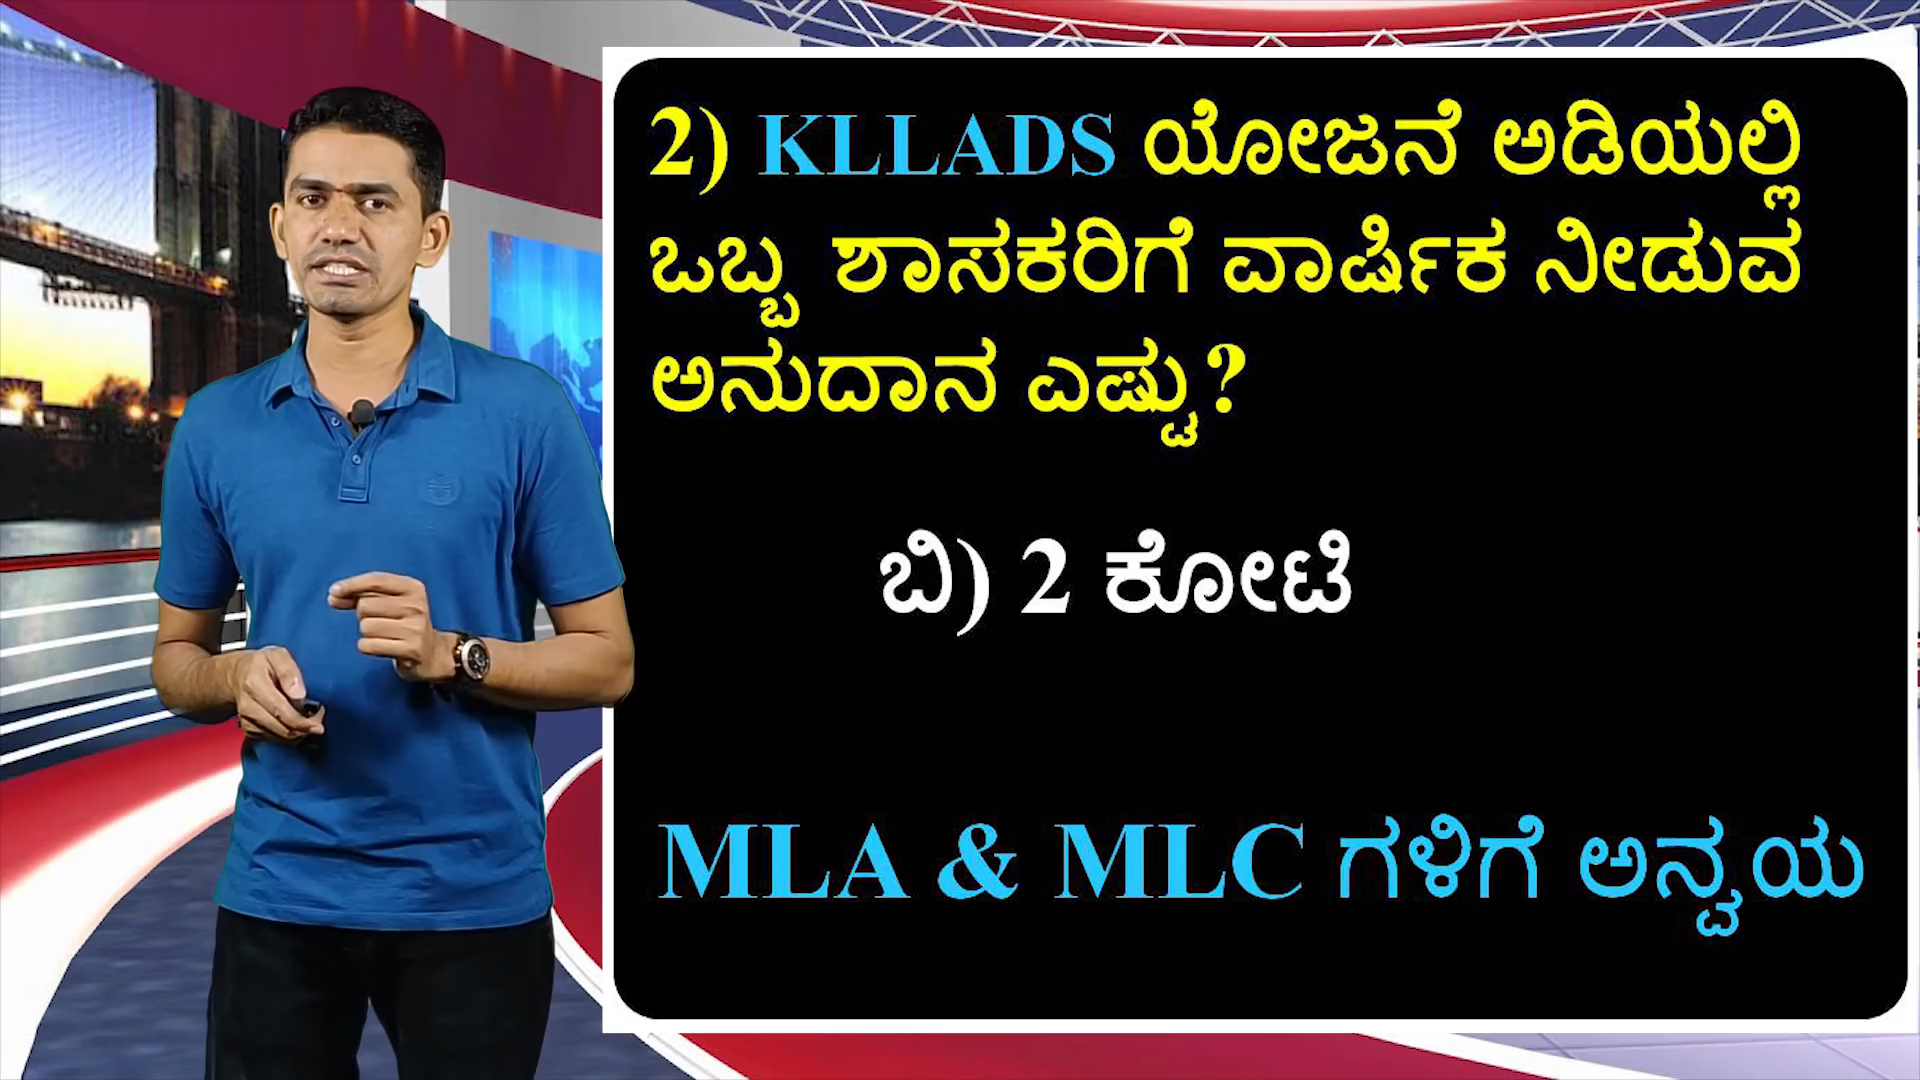 2) KLLADS ಯೋಜನೆ ಅಡಿಯಲ್ಲಿ
ಒಬ್ಬ ಶಾಸಕರಿಗೆ ವಾರ್ಷಿಕ ನೀಡುವ
ಅನುದಾನ ಎಷ್ಟು?
ಬಿ) 2 ಕೋಟಿ
MLA & MLC ಗಳಿಗೆ ಅನ್ವಯ